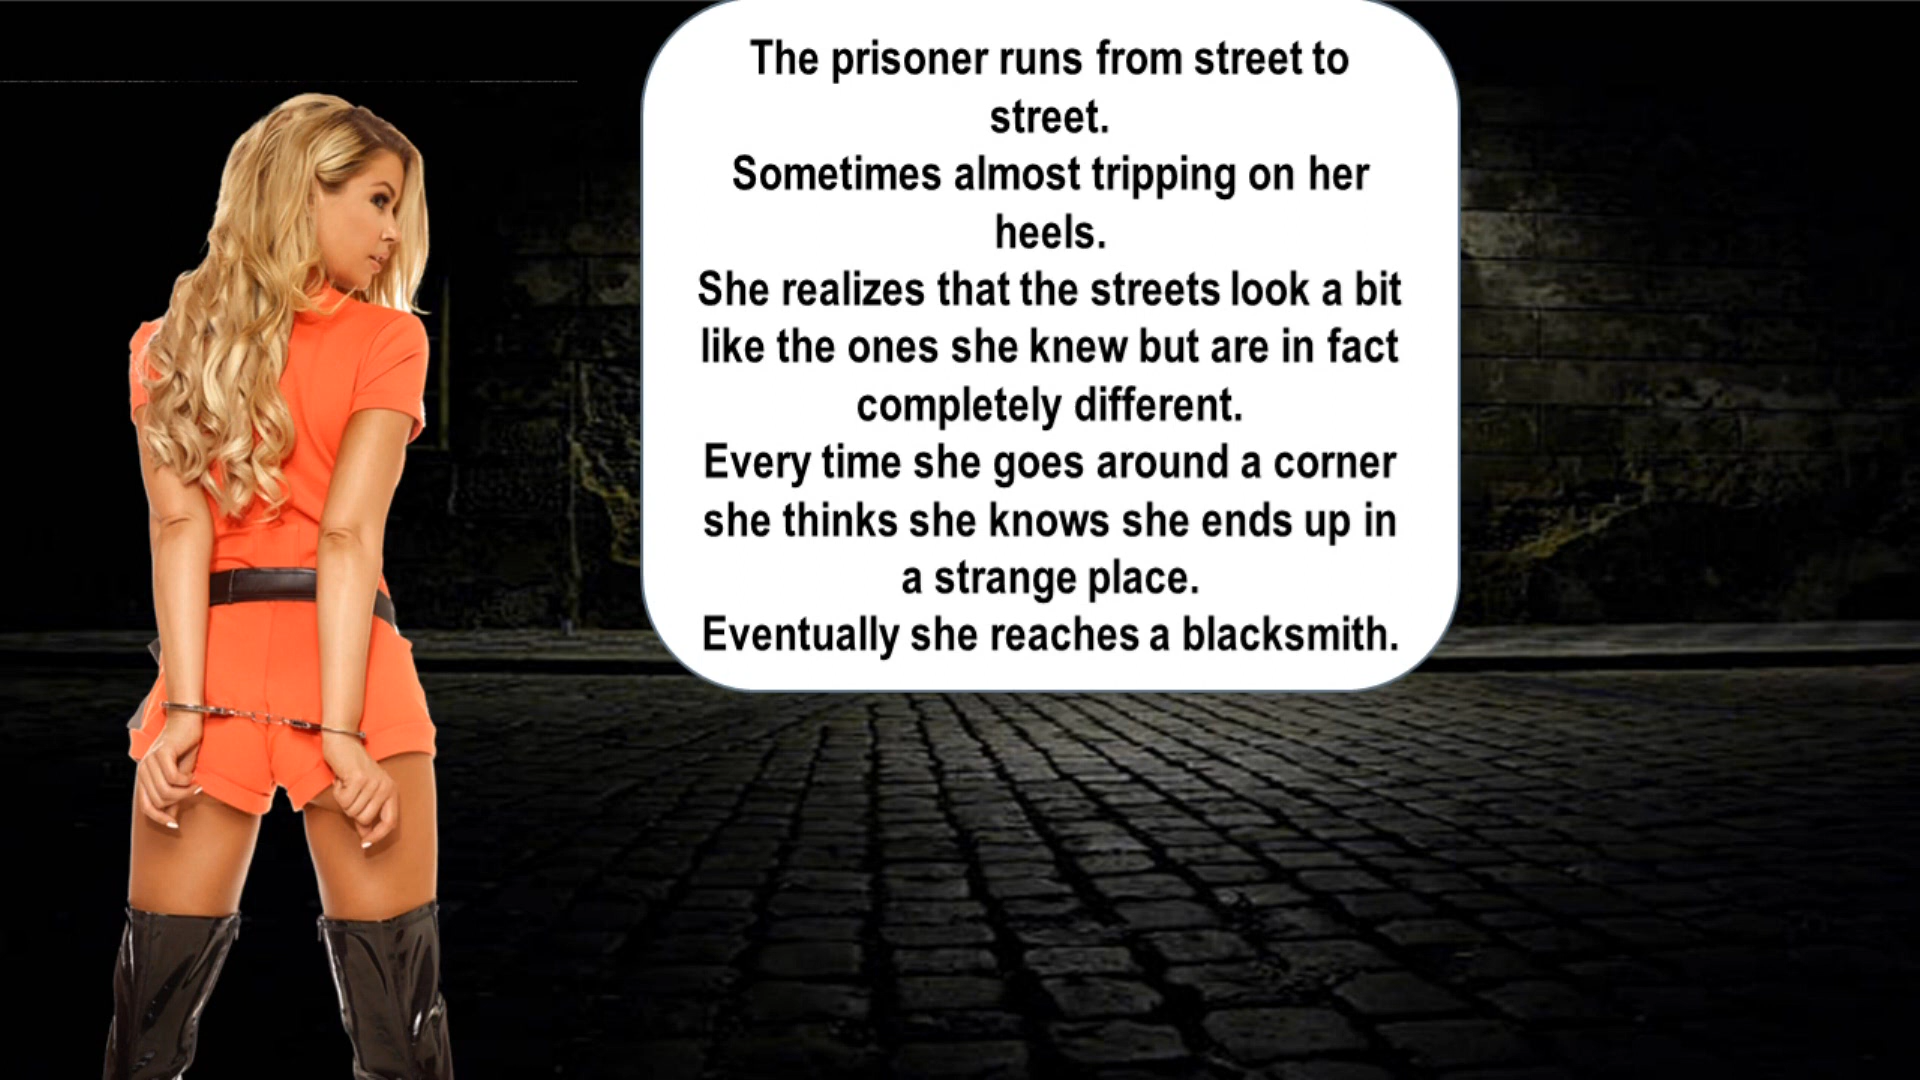 The prisoner runs from street to
street.
Sometimes almost tripping on her
heels.
She realizes that the streets look a bit
like the ones she knew but are in fact
completely different.
Every time she goes around a corner
she thinks she knows she ends up in
a strange place.
Eventually she reaches a blacksmith.